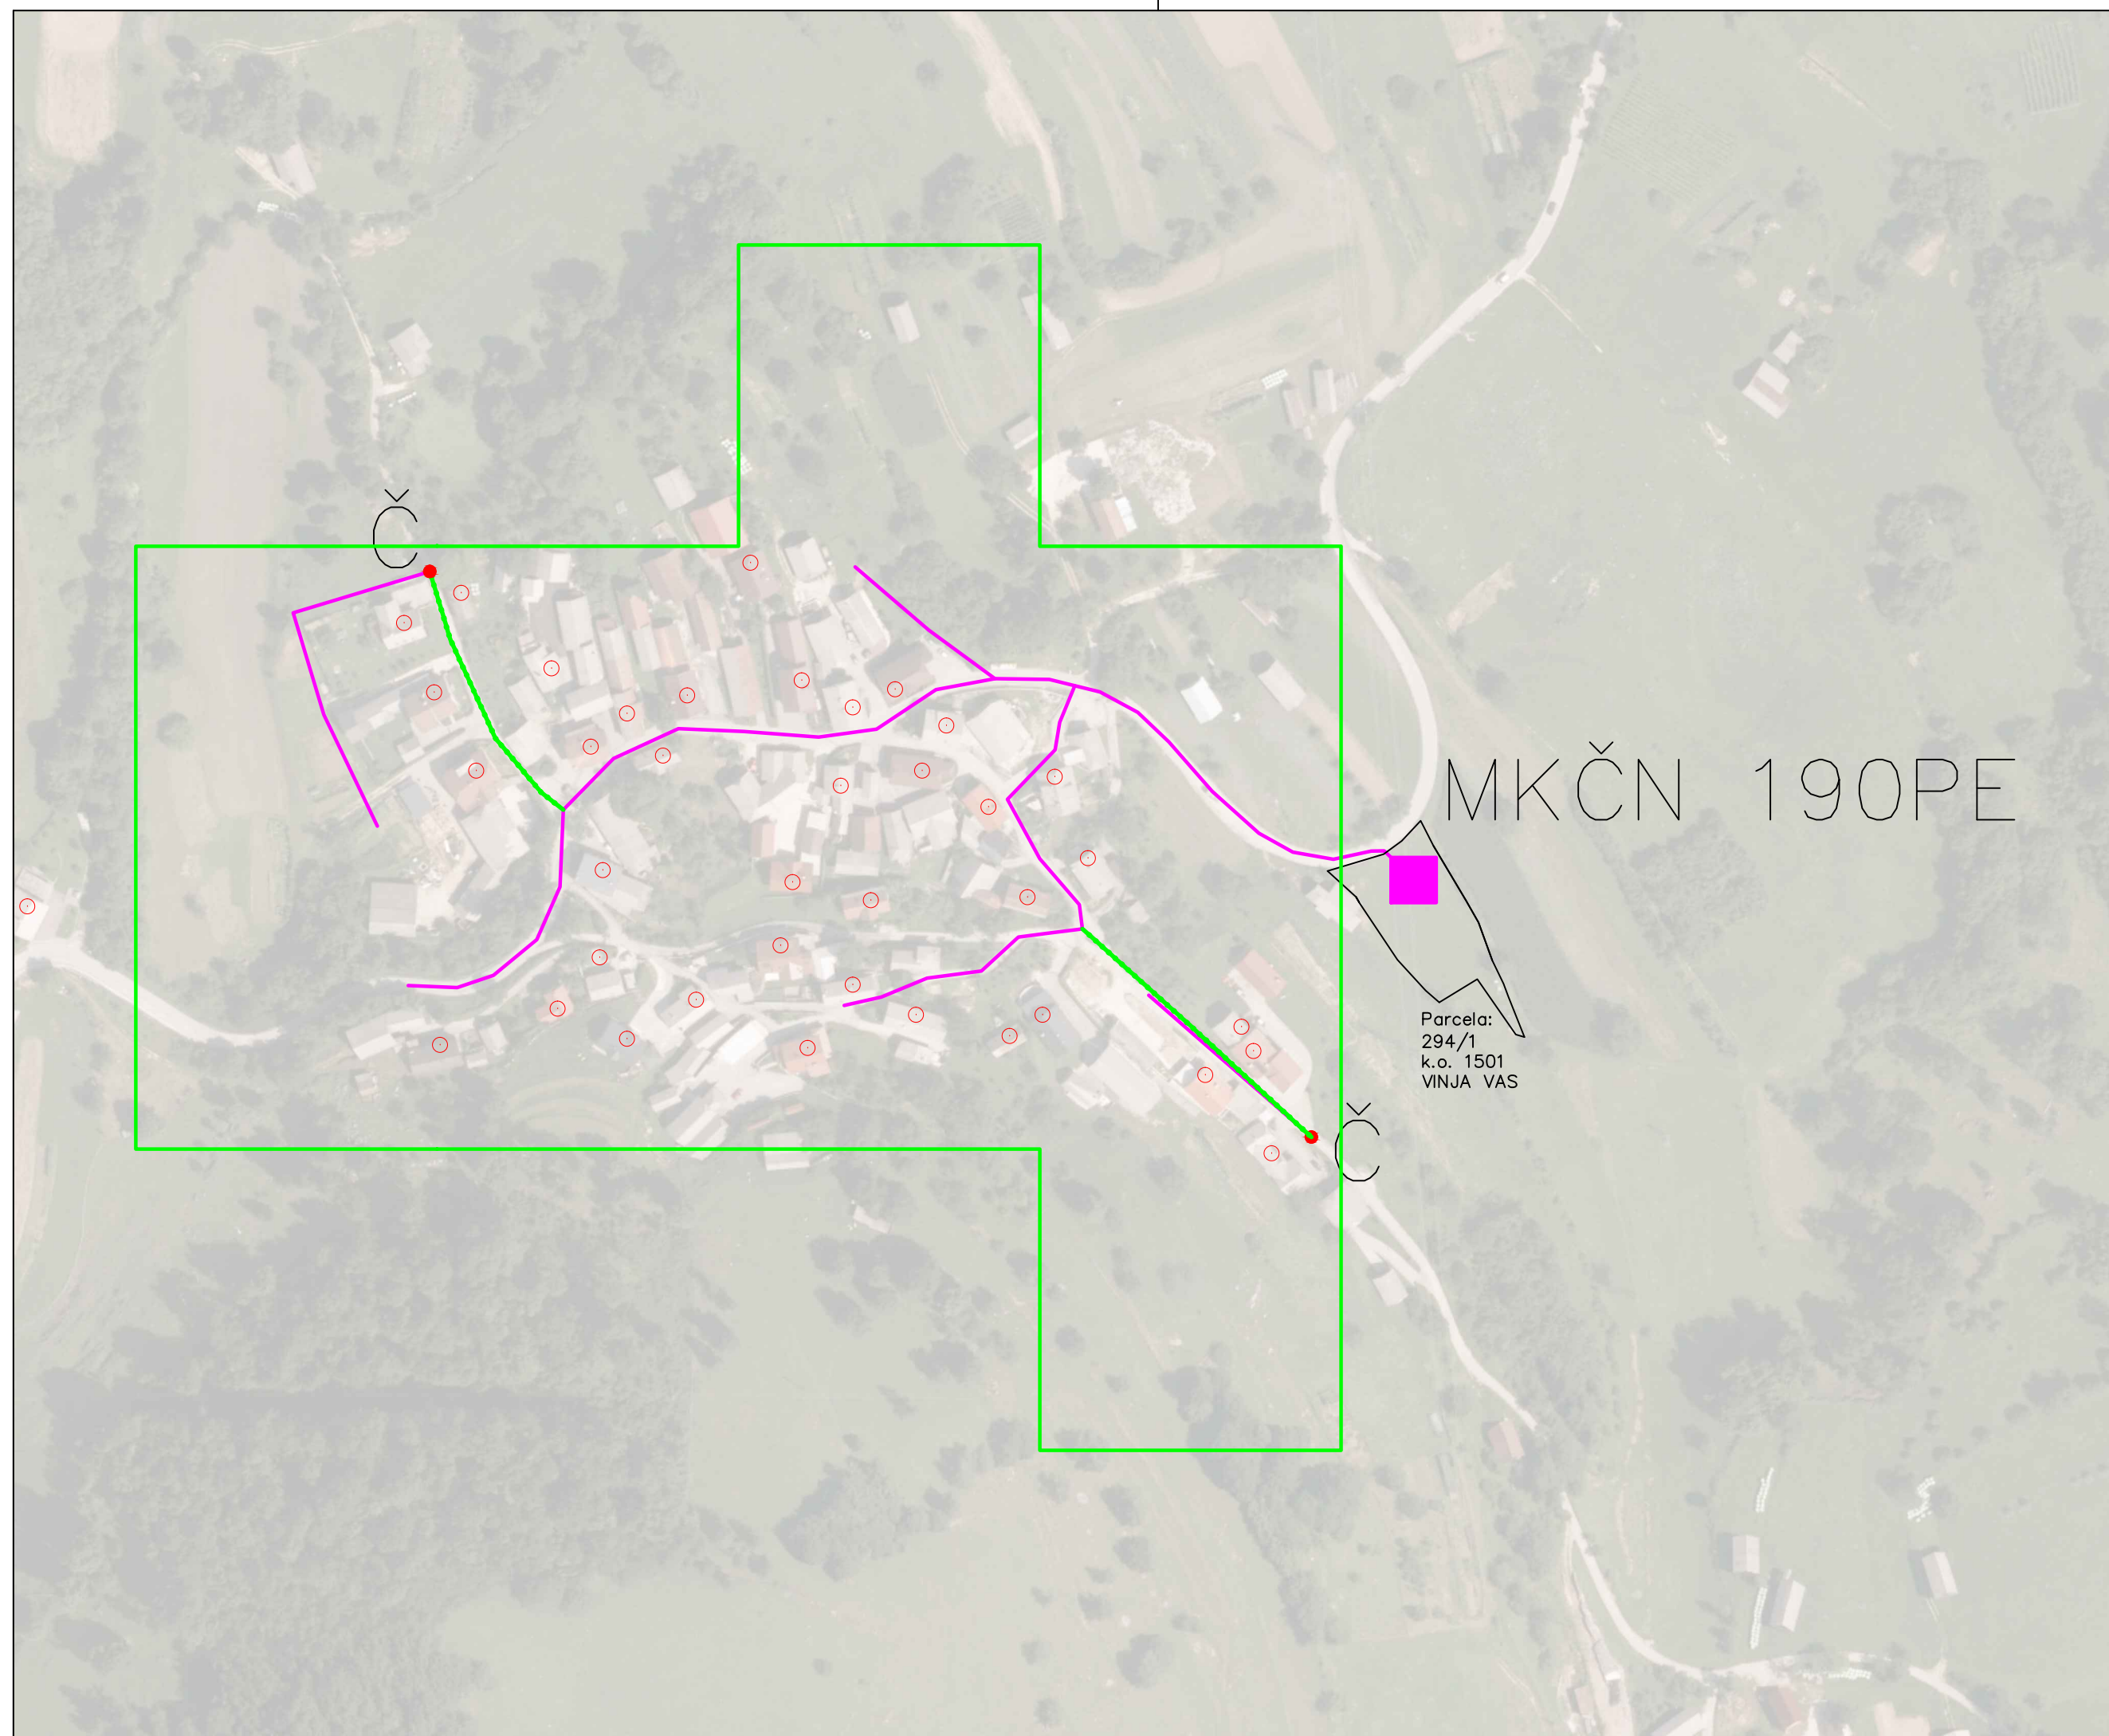 Č
MKČN 190PE
Parcela:
294/1
k.o. 1501
VINJA VAS
Č